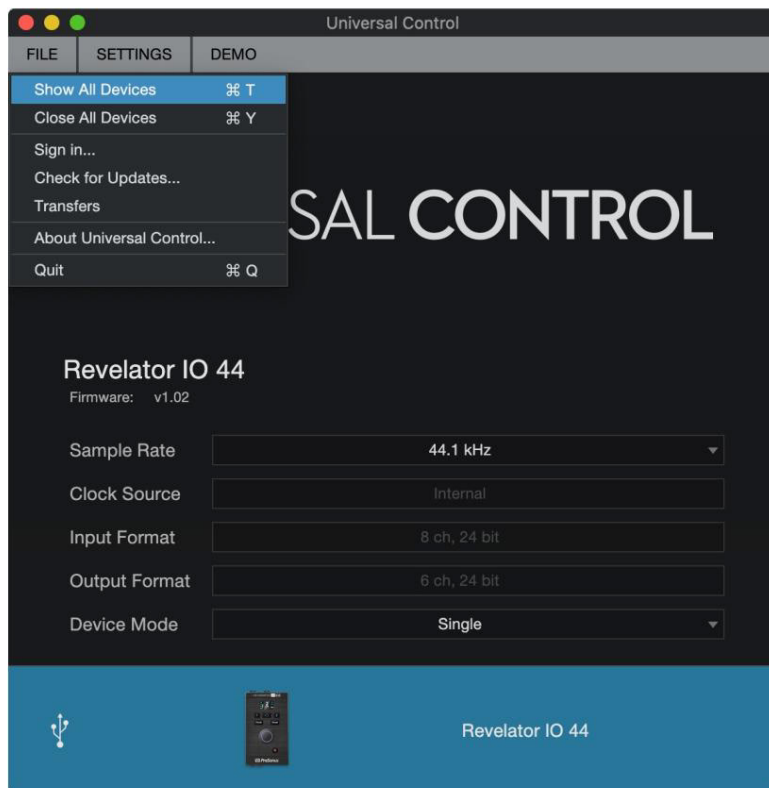 Universal Control
FILE SETTINGS DEMO
Show All Devices ⌘ T
Close All Devices ⌘ Y
Sign in...
Check for Updates...
Transfers
About Universal Control...
Quit ⌘ Q
SAL CONTROL
Revelator IO 44
Firmware: v1.02
Sample Rate 44.1 kHz
Clock Source Internal
Input Format 8 ch, 24 bit
Output Format 6 ch, 24 bit
Device Mode Single
PreSonus
Revelator IO 44